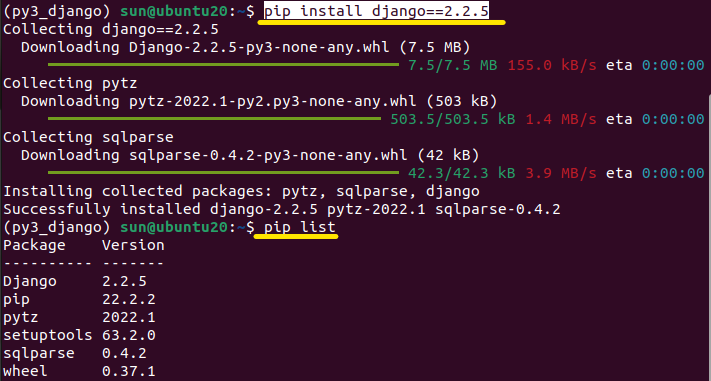 (py3_django) sun@ubuntu20:~$ pip install django==2.2.5
Collecting django==2.2.5
  Downloading Django-2.2.5-py3-none-any.whl (7.5 MB)
     7.5/7.5 MB 155.0 kB/s eta 0:00:00
Collecting pytz
  Downloading pytz-2022.1-py2.py3-none-any.whl (503 kB)
     503.5/503.5 kB 1.4 MB/s eta 0:00:00
Collecting sqlparse
  Downloading sqlparse-0.4.2-py3-none-any.whl (42 kB)
     42.3/42.3 kB 3.9 MB/s eta 0:00:00
Installing collected packages: pytz, sqlparse, django
Successfully installed django-2.2.5 pytz-2022.1 sqlparse-0.4.2
(py3_django) sun@ubuntu20:~$ pip list
Package    Version
---------- -------
Django     2.2.5
pip        22.2.2
pytz       2022.1
setuptools 63.2.0
sqlparse   0.4.2
wheel      0.37.1